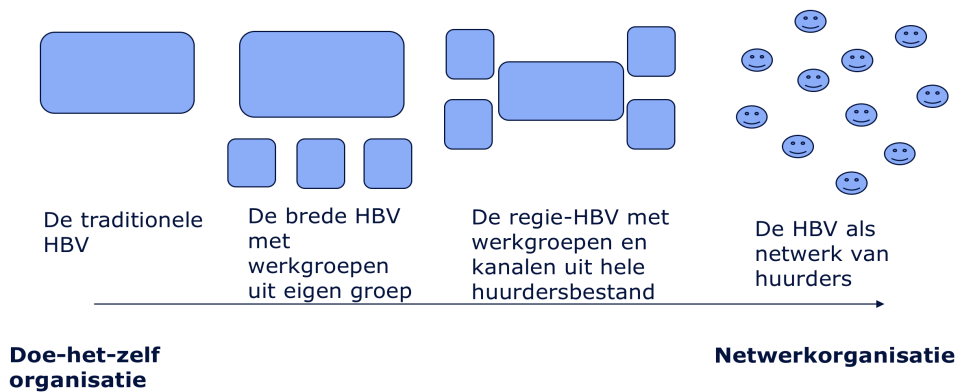 De traditionele
HBV
De brede HBV
met
werkgroepen
uit eigen groep
De regie-HBV met
werkgroepen en
kanalen uit hele
huurdersbestand
De HBV als
netwerk van
huurders
Doe-het-zelf
organisatie
Netwerkorganisatie